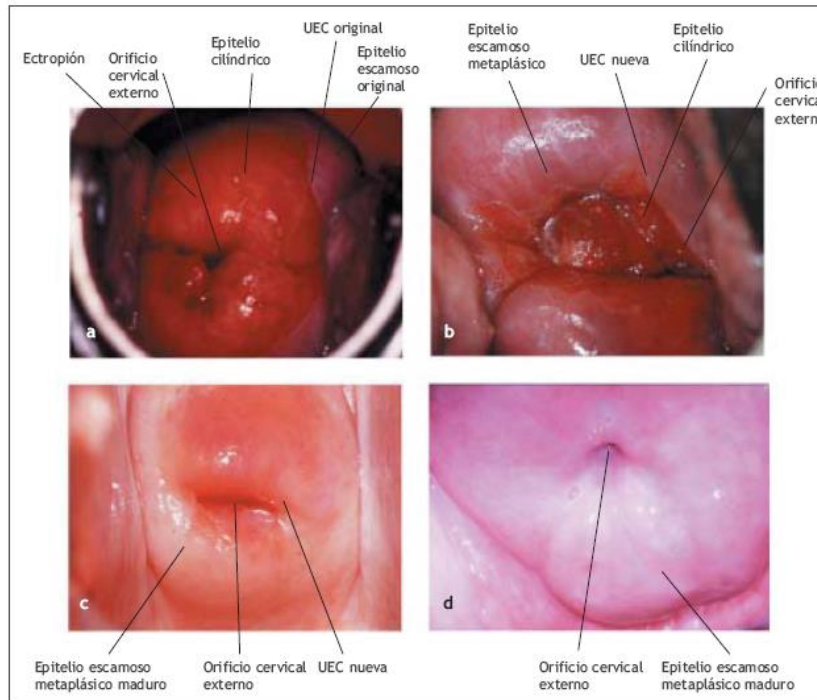 Ectropión
Orificio
cervical
externo
Epitelio
cilíndrico
UEC original
Epitelio
escamoso
original
Epitelio
escamoso
metaplásico
UEC nueva
Epitelio
cilíndrico
Orificio
cervical
extern
a
b
c
d
Epitelio escamoso
metaplásico maduro
Orificio cervical
externo
UEC nueva
Orificio cervical
externo
Epitelio escamoso
metaplásico maduro